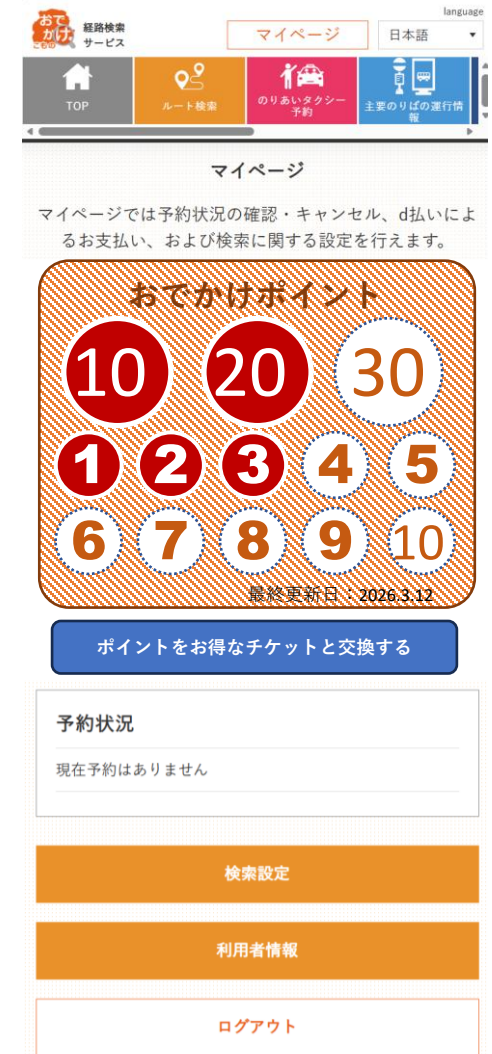 language
おで
かけ
こもの
経路検索
サービス
マイページ
日本語
TOP
ルート検索
のりあいタクシー
予約
主要のりばの運行情
報
マイページ
マイページでは予約状況の確認・キャンセル、d払いによ
るお支払い、および検索に関する設定を行えます。
おでかけポイント
10 20 30
1 2 3 4 5
6 7 8 9 10
最終更新日:2026.3.12
ポイントをお得なチケットと交換する
予約状況
現在予約はありません
検索設定
利用者情報
ログアウト